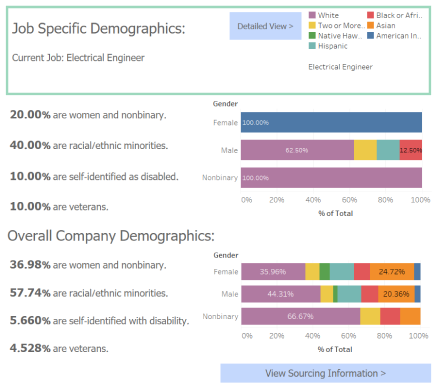 Job Specific Demographics:
Current Job: Electrical Engineer
Detailed View >
White
Black or Afri..
Two or More..
Asian
Native Haw..
American In..
Hispanic
Electrical Engineer
20.00% are women and nonbinary.
40.00% are racial/ethnic minorities.
10.00% are self-identified as disabled.
10.00% are veterans.
Gender
Female 100.00%
Male 62.50% 12.50%
Nonbinary 100.00%
0% 20% 40% 60% 80% 100%
% of Total
Overall Company Demographics:
36.98% are women and nonbinary.
57.74% are racial/ethnic minorities.
5.660% are self-identified with disability.
4.528% are veterans.
Gender
Female 35.96% 24.72%
Male 44.31% 20.36%
Nonbinary 66.67%
0% 20% 40% 60% 80% 100%
% of Total
View Sourcing Information >